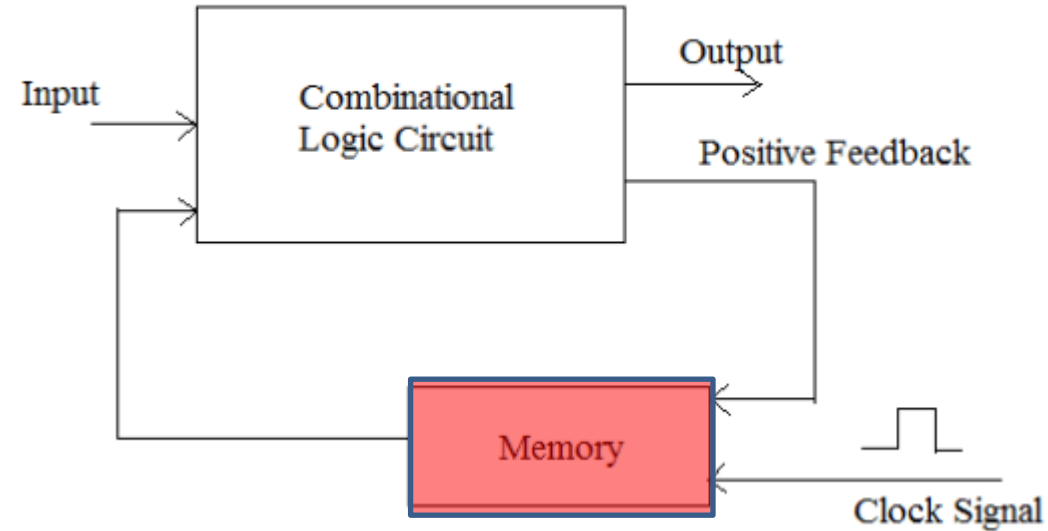 Output
Input
Combinational
Logic Circuit
Positive Feedback
Memory
Clock Signal